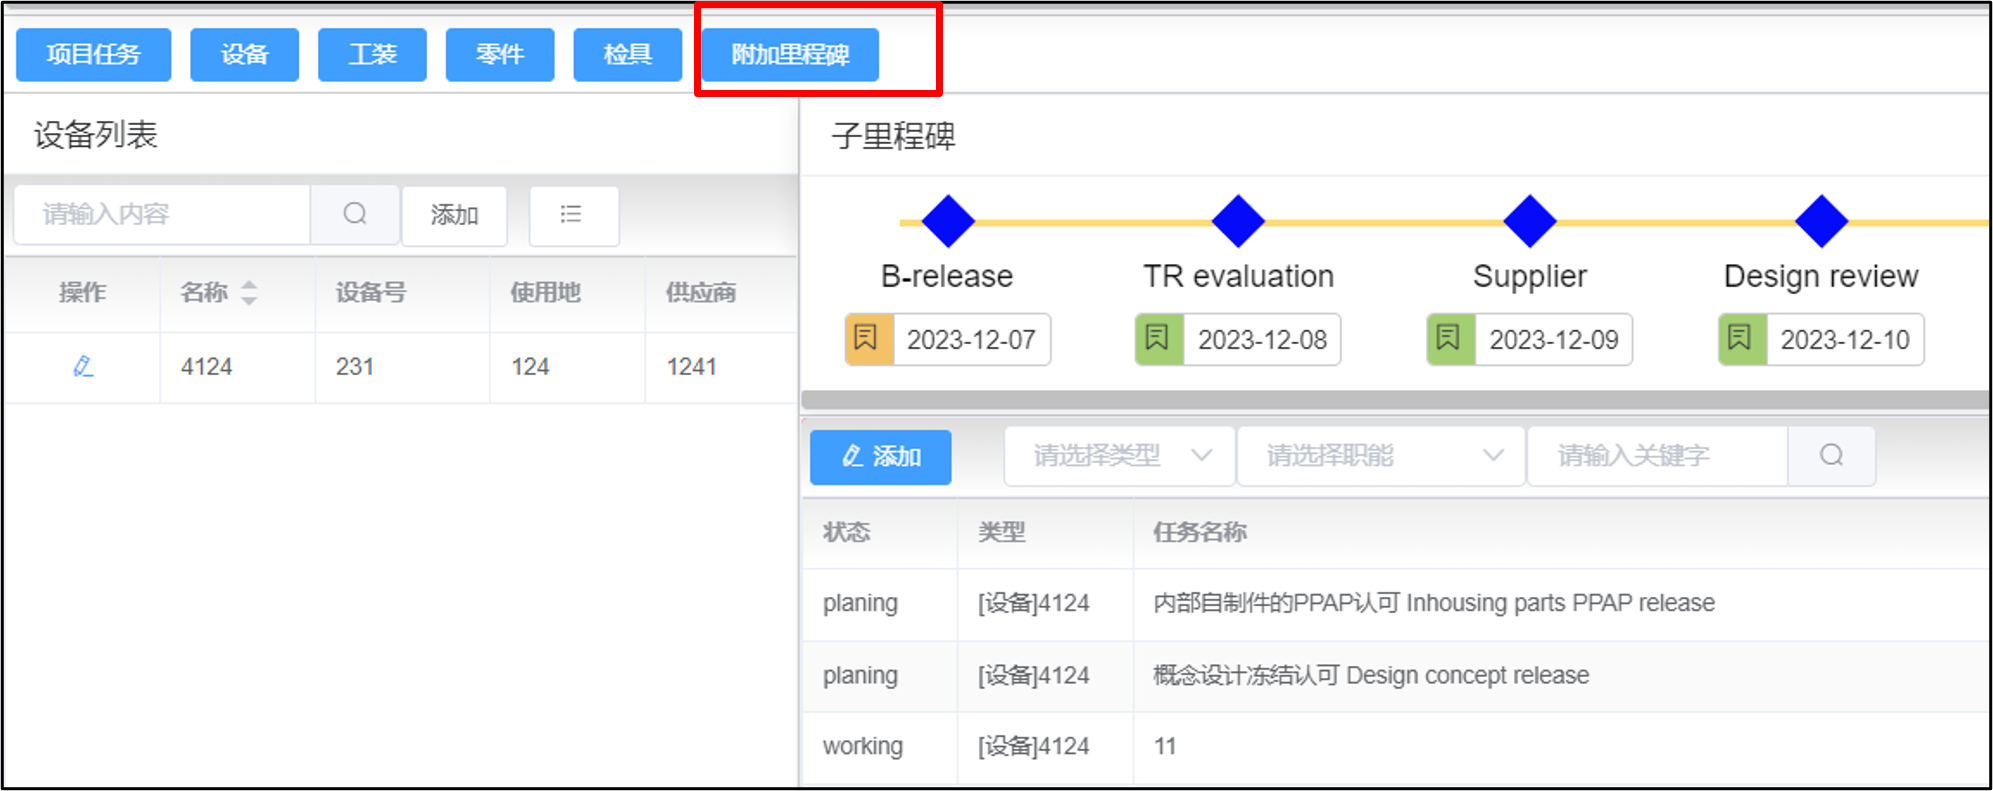 项目任务 设备 工装 零件 检具 附加里程碑
设备列表
请输入内容 添加
操作 名称 设备号 使用地 供应商
4124 231 124 1241
子里程碑
B-release TR evaluation Supplier Design review
2023-12-07 2023-12-08 2023-12-09 2023-12-10
添加 请选择类型 请选择职能 请输入关键字
状态 类型 任务名称
planing [设备]4124 内部自制件的PPAP认可 Inhousing parts PPAP release
planing [设备]4124 概念设计冻结认可 Design concept release
working [设备]4124 11